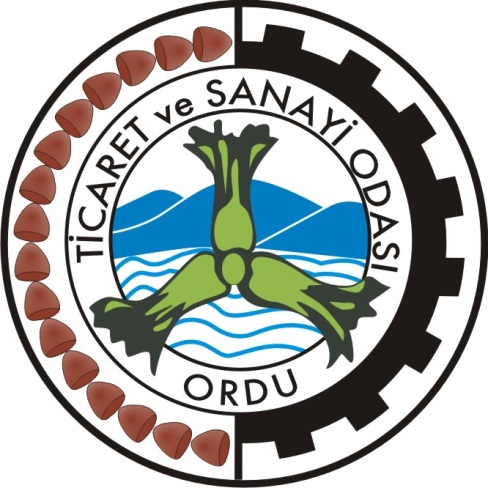 TİCARET ve SANAYİ ODASI
ORDU